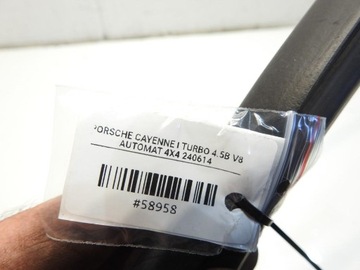 PORSCHE CAYENNE I TURBO 4.5B V8
AUTOMAT 4X4 240614
#58958